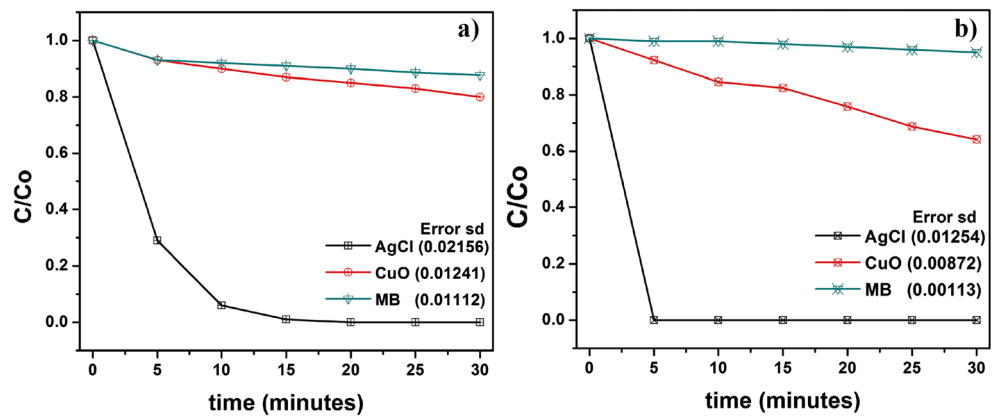 a)
1.0
0.8
0.6
0.4
0.2
0.0
C/Co
Error sd
AgCl (0.02156)
CuO (0.01241)
MB (0.01112)
0 5 10 15 20 25 30
time (minutes)
b)
1.0
0.8
0.6
0.4
0.2
0.0
C/Co
Error sd
AgCl (0.01254)
CuO (0.00872)
MB (0.00113)
0 5 10 15 20 25 30
time (minutes)